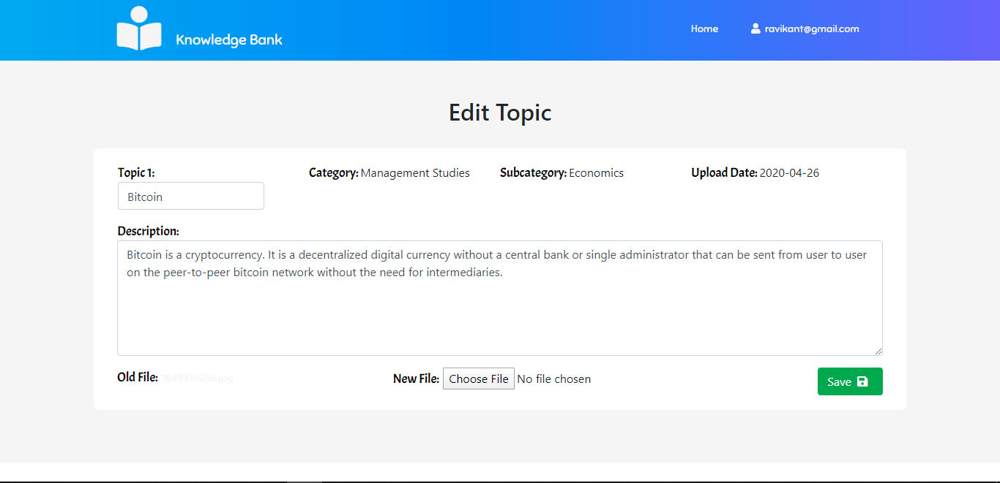 Knowledge Bank
Home
ravikant@gmail.com
Edit Topic
Topic 1:
Category: Management Studies
Subcategory: Economics
Upload Date: 2020-04-26
Bitcoin
Description:
Bitcoin is a cryptocurrency. It is a decentralized digital currency without a central bank or single administrator that can be sent from user to user
on the peer-to-peer bitcoin network without the need for intermediaries.
Old File: 1849315056.jpg
New File: Choose File No file chosen
Save